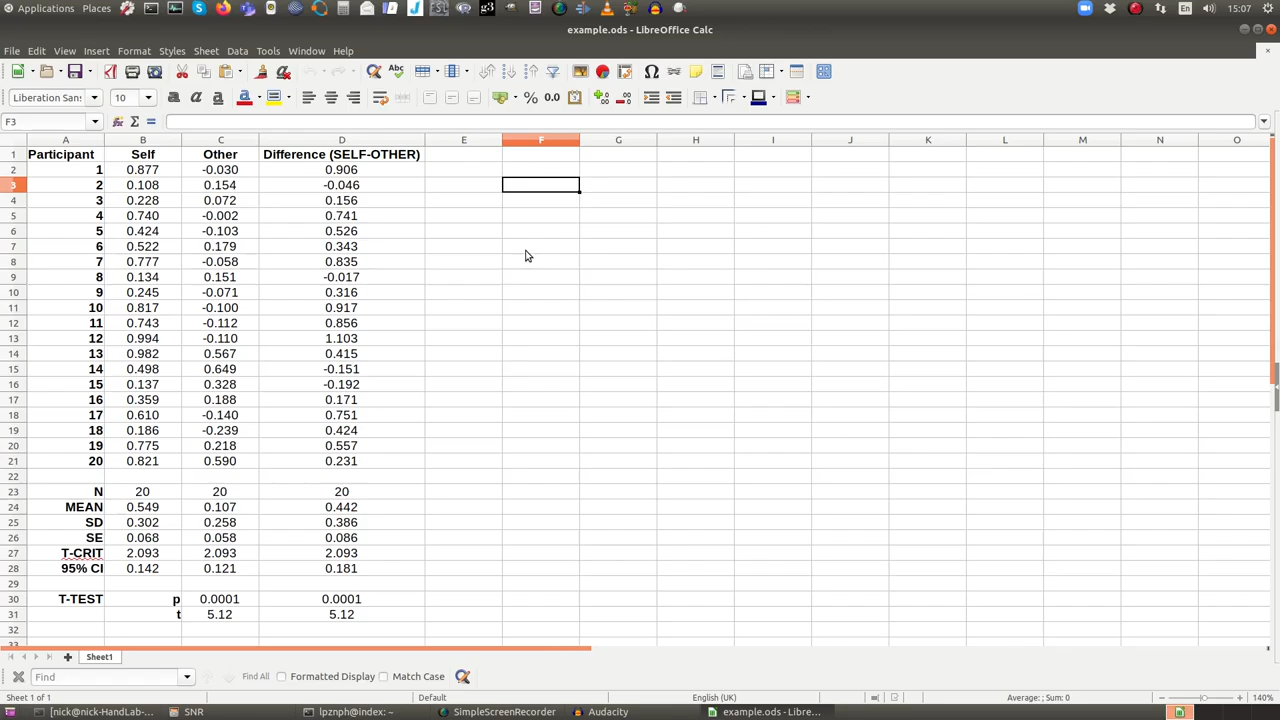 Applications Places En 15:07
example.ods - LibreOffice Calc
File Edit View Insert Format Styles Sheet Data Tools Window Help
Liberation Sans 10
F3
A B C D E F G H I J K L M N O
1 Participant Self Other Difference (SELF-OTHER)
2 1 0.877 -0.030 0.906
3 2 0.108 0.154 -0.046
4 3 0.228 0.072 0.156
5 4 0.740 -0.002 0.741
6 5 0.424 -0.103 0.526
7 6 0.522 0.179 0.343
8 7 0.777 -0.058 0.835
9 8 0.134 0.151 -0.017
10 9 0.245 -0.071 0.316
11 10 0.817 -0.100 0.917
12 11 0.743 -0.112 0.856
13 12 0.994 -0.110 1.103
14 13 0.982 0.567 0.415
15 14 0.498 0.649 -0.151
16 15 0.137 0.328 -0.192
17 16 0.359 0.188 0.171
18 17 0.610 -0.140 0.751
19 18 0.186 -0.239 0.424
20 19 0.775 0.218 0.557
21 20 0.821 0.590 0.231
22
23 N 20 20 20
24 MEAN 0.549 0.107 0.442
25 SD 0.302 0.258 0.386
26 SE 0.068 0.058 0.086
27 T-CRIT 2.093 2.093 2.093
28 95% CI 0.142 0.121 0.181
29
30 T-TEST p 0.0001 0.0001
31 t 5.12 5.12
32
33
Sheet1
Find Find All Formatted Display Match Case
Sheet 1 of 1 Default English (UK) Average: ; Sum: 0 140%
[nick@nick-HandLab-... SNR lpznph@index: ~ SimpleScreenRecorder Audacity example.ods - Libre...